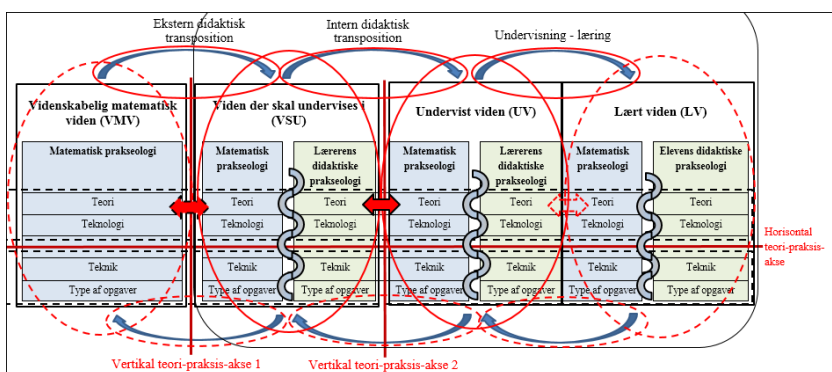 Ekstern didaktisk
transposition
Intern didaktisk
transposition
Undervisning - læring
Videnskabelig matematisk
viden (VMV)
Viden der skal undervises i
(VSU)
Undervist viden (UV)
Lært viden (LV)
Matematisk prakseologi
Matematisk
prakseologi
Lærerens
didaktiske
prakseologi
Matematisk
prakseologi
Lærerens
didaktiske
prakseologi
Matematisk
prakseologi
Elevens didaktiske
prakseologi
Teori
Teori
Teori
Teori
Teori
Teori
Teori
Teknologi
Teknologi
Teknologi
Teknologi
Teknologi
Teknologi
Teknologi
Horisontal
teori-praksis-
akse
Teknik
Teknik
Teknik
Teknik
Teknik
Teknik
Teknik
Type af opgaver
Type af opgaver
Type af opgaver
Type af opgaver
Type af opgaver
Type af opgaver
Type af opgaver
Vertikal teori-praksis-akse 1
Vertikal teori-praksis-akse 2